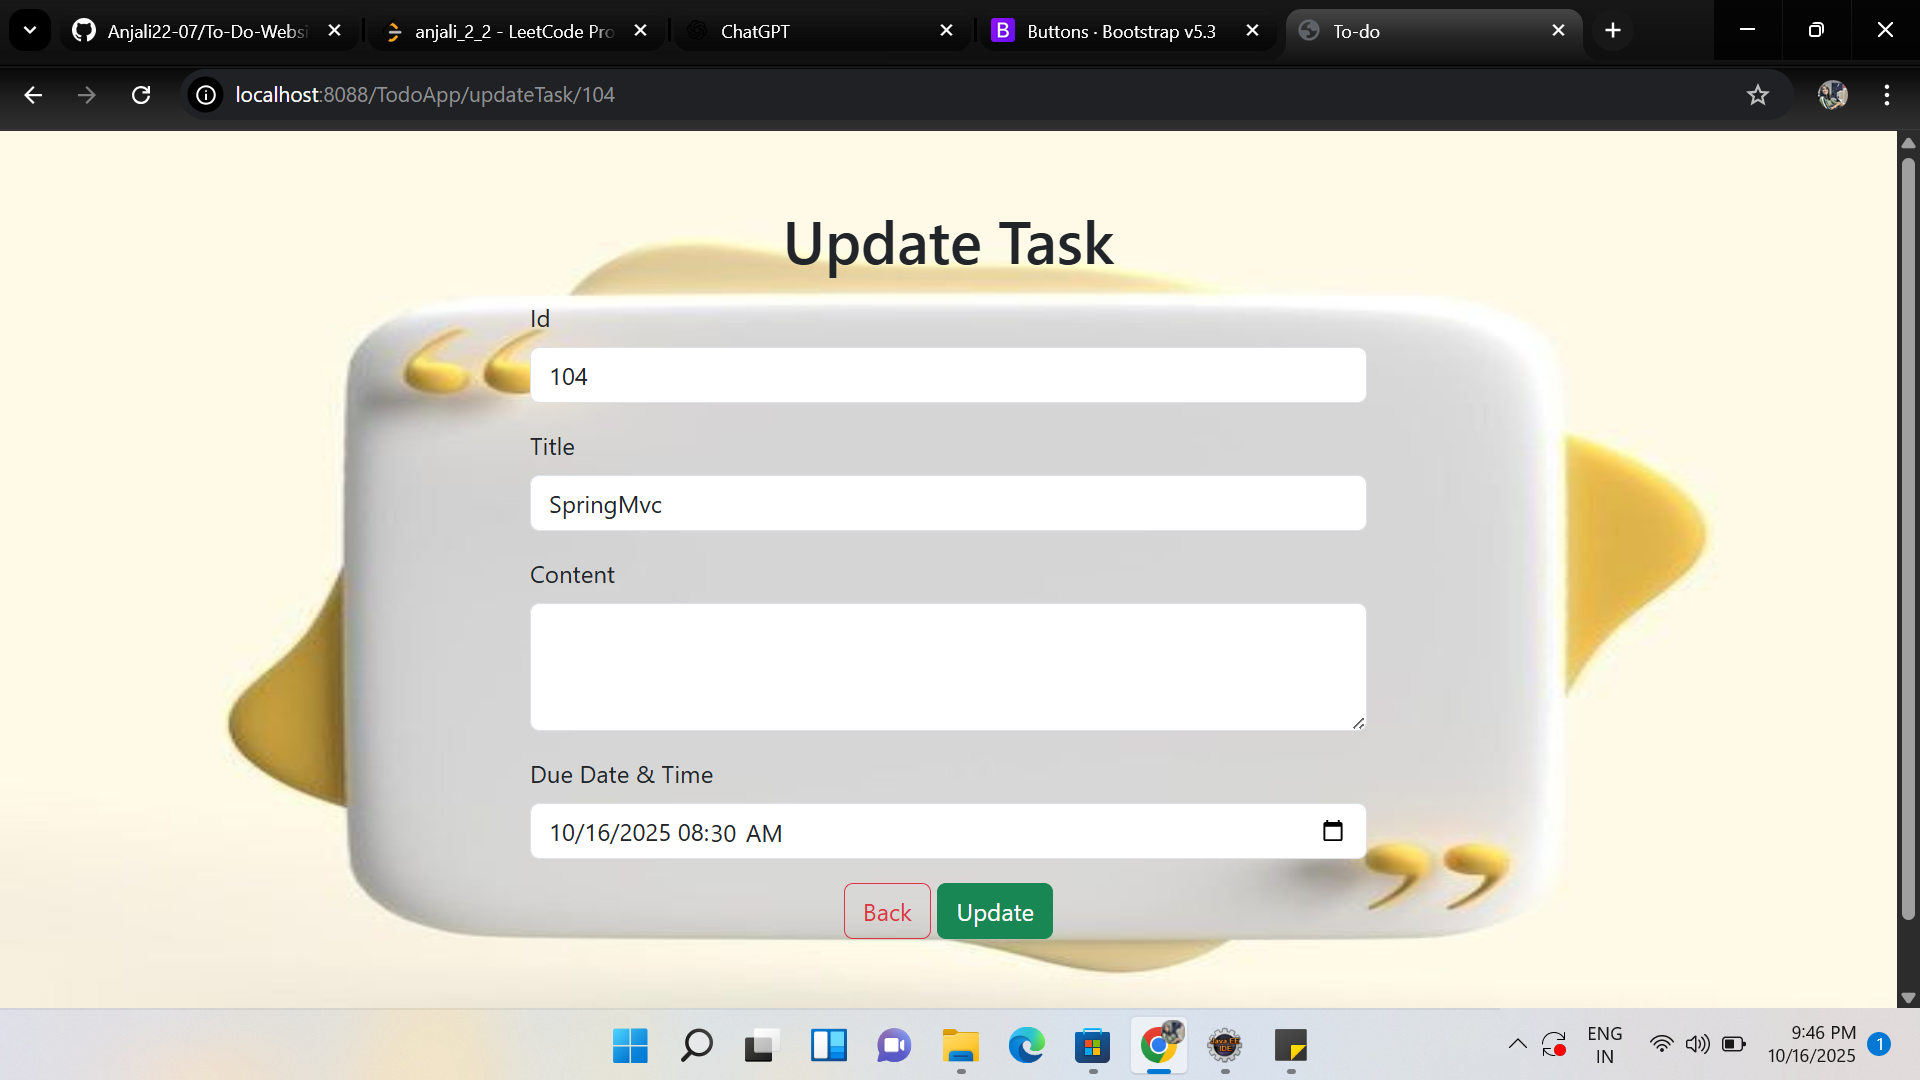 Anjali22-07/To-Do-Websi
anjali_2_2 - LeetCode Pro
ChatGPT
B Buttons · Bootstrap v5.3
To-do
localhost:8088/TodoApp/updateTask/104
Update Task
Id
104
Title
SpringMvc
Content
Due Date & Time
10/16/2025 08:30 AM
Back Update
ENG
IN
9:46 PM
10/16/2025
1